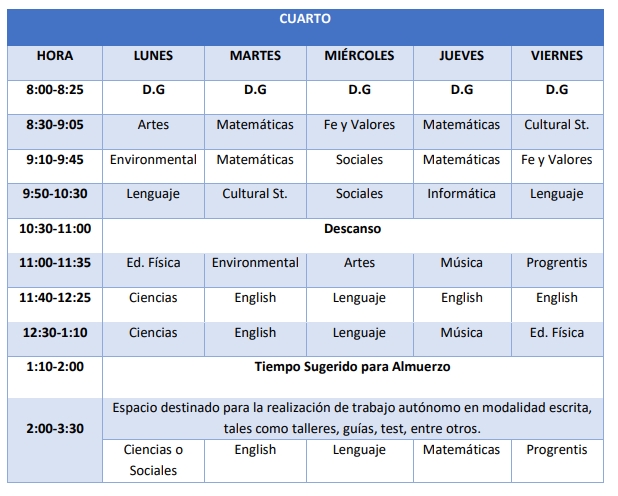 CUARTO
HORA LUNES MARTES MIÉRCOLES JUEVES VIERNES
8:00-8:25 D.G D.G D.G D.G D.G
8:30-9:05 Artes Matemáticas Fe y Valores Matemáticas Cultural St.
9:10-9:45 Environmental Matemáticas Sociales Matemáticas Fe y Valores
9:50-10:30 Lenguaje Cultural St. Sociales Informática Lenguaje
10:30-11:00 Descanso
11:00-11:35 Ed. Física Environmental Artes Música Progrentis
11:40-12:25 Ciencias English Lenguaje English English
12:30-1:10 Ciencias English Lenguaje Música Ed. Física
1:10-2:00 Tiempo Sugerido para Almuerzo
2:00-3:30 Espacio destinado para la realización de trabajo autónomo en modalidad escrita,
tales como talleres, guías, test, entre otros.
Ciencias o English Lenguaje Matemáticas Progrentis
Sociales